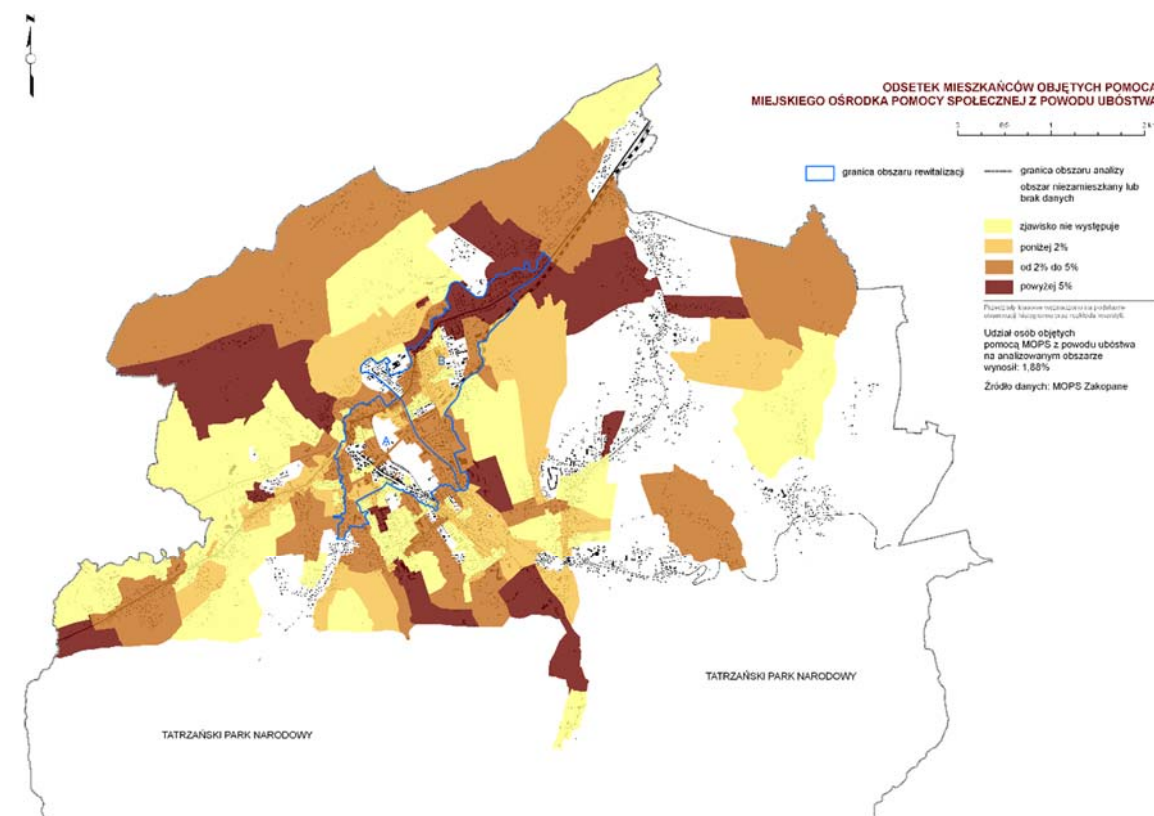 N
ODSETEK MIESZKAŃCÓW OBJĘTYCH POMOCĄ
MIEJSKIEGO OŚRODKA POMOCY SPOŁECZNEJ Z POWODU UBÓSTWA
1
granica obszaru rewitalizacji
granica obszaru analizy
obszar niezamieszkany lub
brak danych
zjawisko nie występuje
poniżej 2%
od 2% do 5%
powyżej 5%
Udział osób objętych
pomocą MOPS z powodu ubóstwa
na analizowanym obszarze
wynosił: 1,88%
Źródło danych: MOPS Zakopane
B
A
TATRZAŃSKI PARK NARODOWY
TATRZAŃSKI PARK NARODOWY